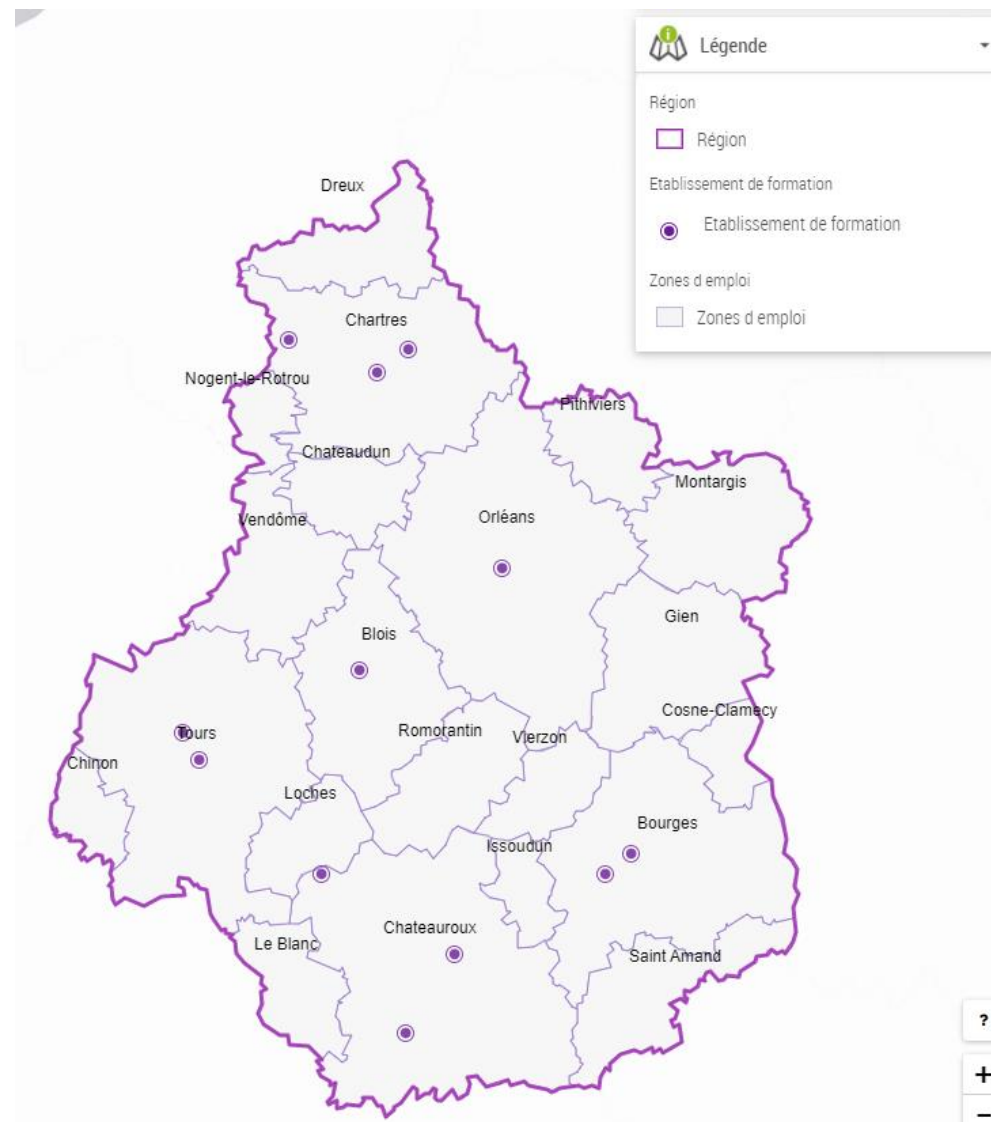 Légende
Région
Région
Etablissement de formation
Etablissement de formation
Zones d emploi
Zones d emploi
Dreux
Chartres
Nogent-le-Rotrou
Pithiviers
Chateaudun
Montargis
Vendôme
Orléans
Gien
Blois
Cosne-Clamecy
Romorantin
Vierzon
Tours
Chinon
Loches
Bourges
Issoudun
Chateauroux
Le Blanc
Saint Amand
?
+
-